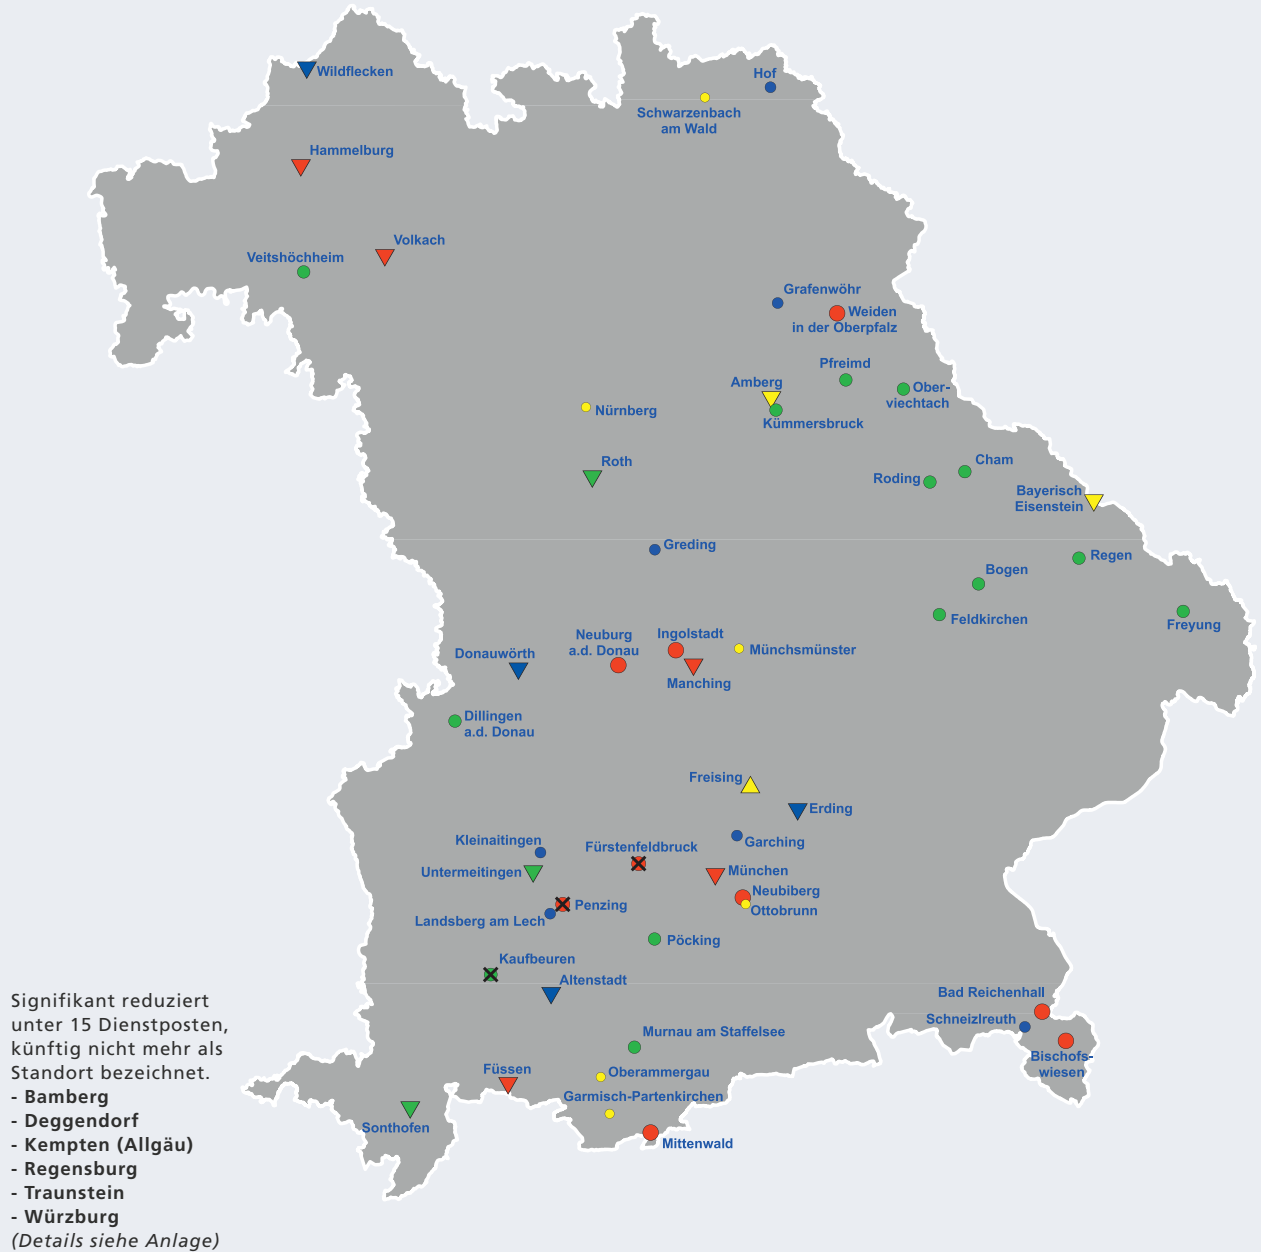 Wildflecken
Hof
Schwarzenbach
am Wald
Hammelburg
Volkach
Veitshöchheim
Grafenwöhr
Weiden
in der Oberpfalz
Pfreimd
Amberg
Ober-
viechtach
Nürnberg
Kümmersbruck
Roth
Cham
Roding
Bayerisch
Eisenstein
Greding
Regen
Bogen
Feldkirchen
Freyung
Neuburg
a.d. Donau
Ingolstadt
Münchsmünster
Donauwörth
Manching
Dillingen
a.d. Donau
Freising
Erding
Kleinaitingen
Garching
Fürstenfeldbruck
Untermeitingen
München
Neubiberg
Ottobrunn
Penzing
Landsberg am Lech
Pöcking
Kaufbeuren
Altenstadt
Bad Reichenhall
Schneizlreuth
Murnau am Staffelsee
Bischofs-
wiesen
Füssen
Oberammergau
Garmisch-Partenkirchen
Sonthofen
Mittenwald
Signifikant reduziert
unter 15 Dienstposten,
künftig nicht mehr als
Standort bezeichnet.
- Bamberg
- Deggendorf
- Kempten (Allgäu)
- Regensburg
- Traunstein
- Würzburg
(Details siehe Anlage)